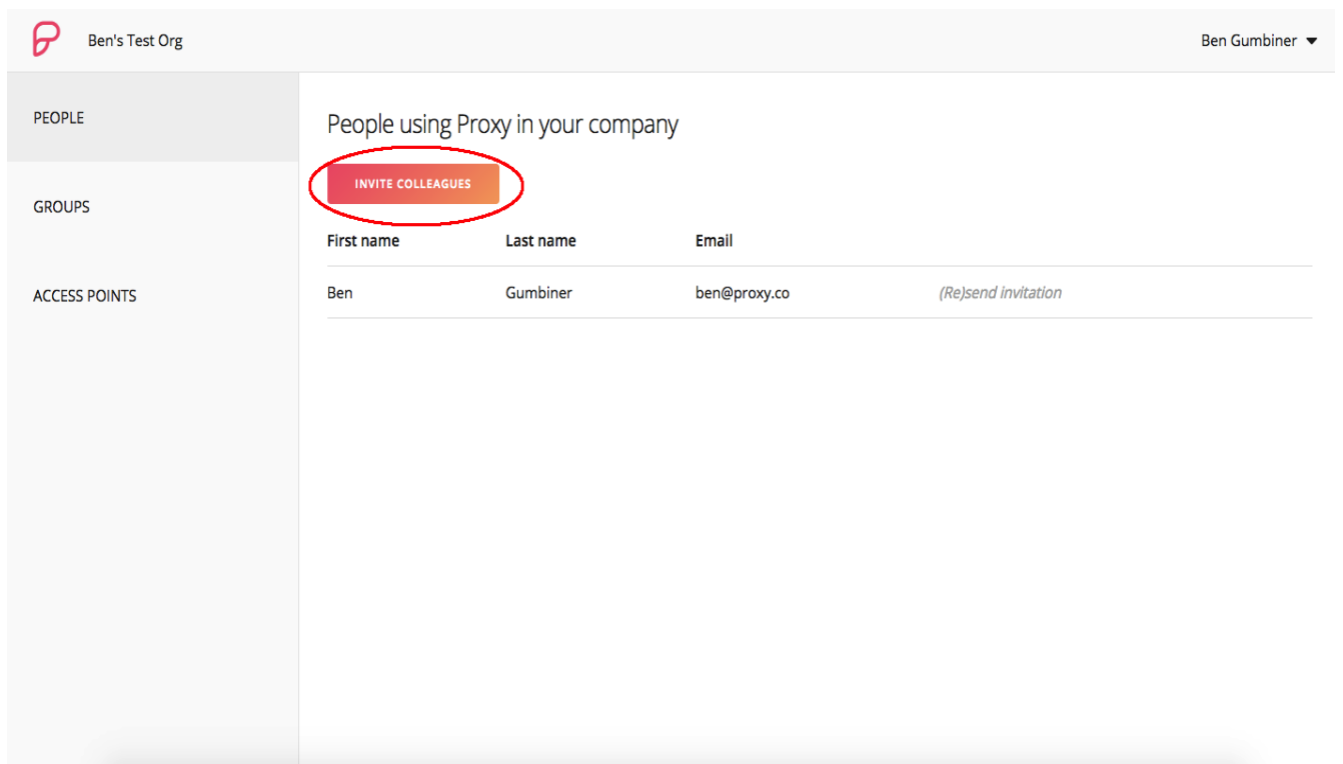 Ben's Test Org
Ben Gumbiner
PEOPLE
GROUPS
ACCESS POINTS
People using Proxy in your company
INVITE COLLEAGUES
First name Last name Email
Ben Gumbiner ben@proxy.co (Re)send invitation